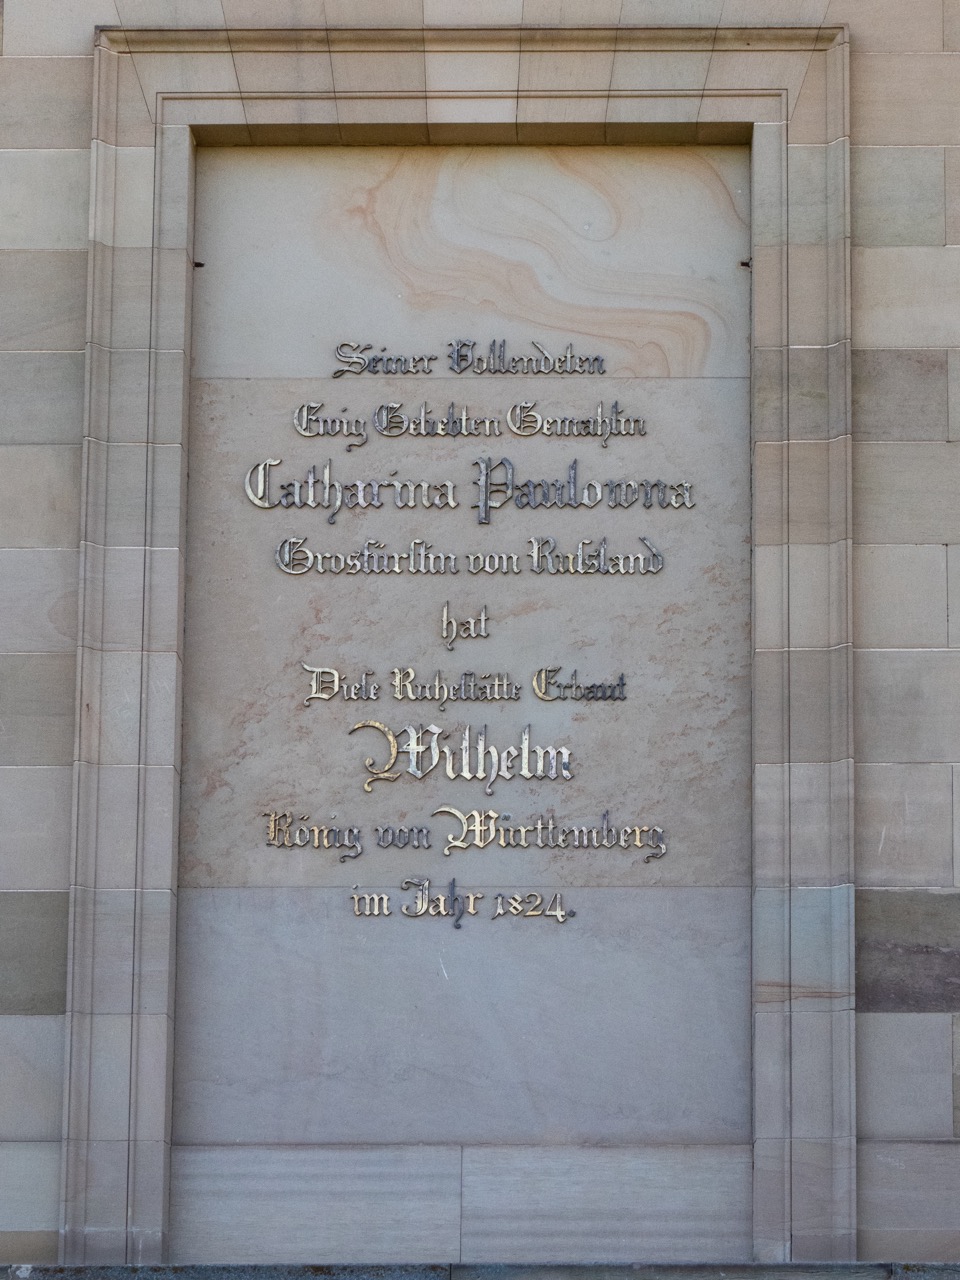 Seiner Vollendeten
Ewig Geliebten Gemahlin
Catharina Paulowna
Grosfürſtin von Rußland
hat
Dieſe Ruheſtätte Erbaut
Wilhelm
König von Württemberg
im Jahr 1824.